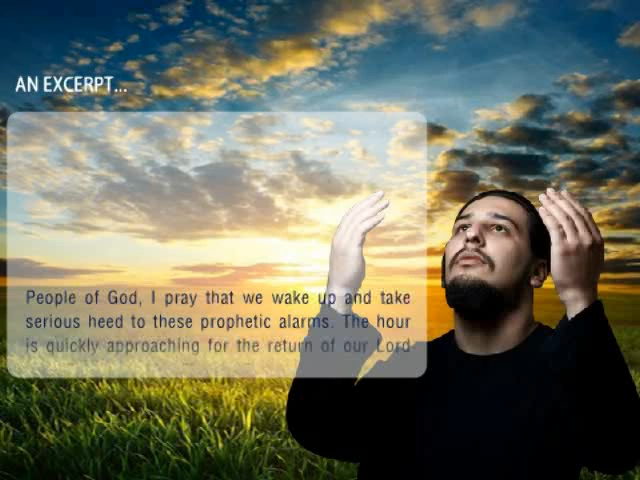 AN EXCERPT...
People of God, I pray that we wake up and take
serious heed to these prophetic alarms. The hour
is quickly approaching for the return of our Lord